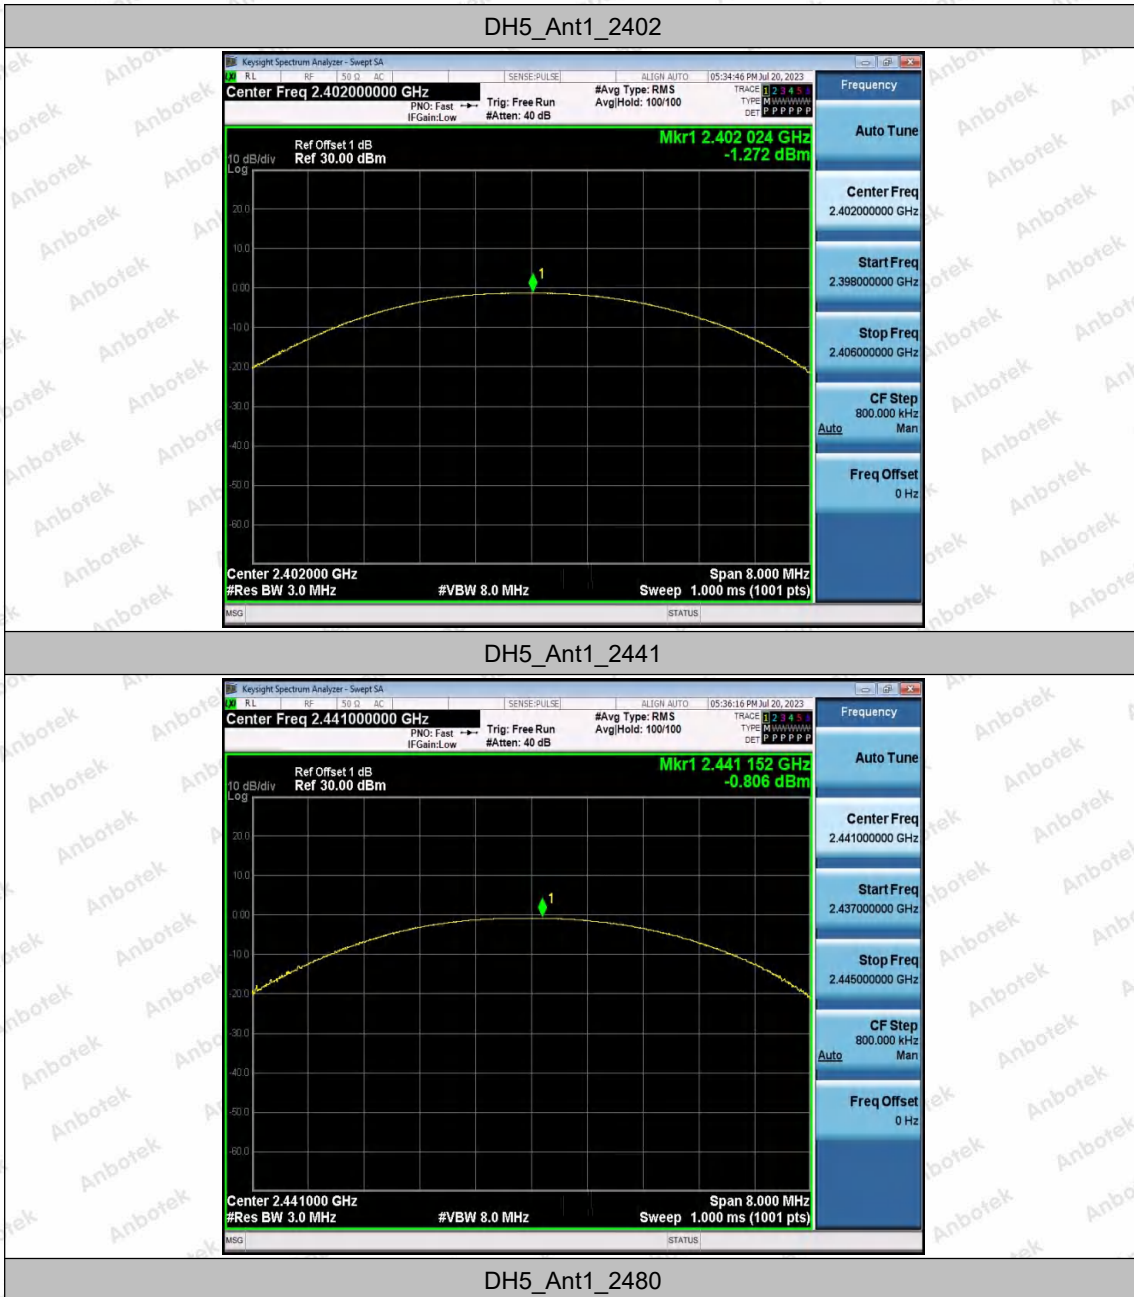 DH5_Ant1_2402
Keysight Spectrum Analyzer - Swept SA
RL RF 50 Ω AC SENSE:PULSE ALIGN AUTO 05:34:46 PM Jul 20, 2023
Center Freq 2.402000000 GHz
PNO: Fast
IFGain:Low
Trig: Free Run
#Atten: 40 dB
#Avg Type: RMS
Avg|Hold: 100/100
TRACE 1 2 3 4 5 6
TYPE M
DET P P P P P P
Frequency
Mkr1 2.402 024 GHz
-1.272 dBm
Ref Offset 1 dB
10 dB/div Ref 30.00 dBm
Log
20.0
10.0
0.00
-10.0
-20.0
-30.0
-40.0
-50.0
-60.0
1
Center 2.402000 GHz Span 8.000 MHz
#Res BW 3.0 MHz #VBW 8.0 MHz Sweep 1.000 ms (1001 pts)
MSG STATUS
Auto Tune
Center Freq
2.402000000 GHz
Start Freq
2.398000000 GHz
Stop Freq
2.406000000 GHz
CF Step
800.000 kHz
Auto Man
Freq Offset
0 Hz
DH5_Ant1_2441
Keysight Spectrum Analyzer - Swept SA
RL RF 50 Ω AC SENSE:PULSE ALIGN AUTO 05:36:16 PM Jul 20, 2023
Center Freq 2.441000000 GHz
PNO: Fast
IFGain:Low
Trig: Free Run
#Atten: 40 dB
#Avg Type: RMS
Avg|Hold: 100/100
TRACE 1 2 3 4 5 6
TYPE M
DET P P P P P P
Frequency
Mkr1 2.441 152 GHz
-0.806 dBm
Ref Offset 1 dB
10 dB/div Ref 30.00 dBm
Log
20.0
10.0
0.00
-10.0
-20.0
-30.0
-40.0
-50.0
-60.0
1
Center 2.441000 GHz Span 8.000 MHz
#Res BW 3.0 MHz #VBW 8.0 MHz Sweep 1.000 ms (1001 pts)
MSG STATUS
Auto Tune
Center Freq
2.441000000 GHz
Start Freq
2.437000000 GHz
Stop Freq
2.445000000 GHz
CF Step
800.000 kHz
Auto Man
Freq Offset
0 Hz
DH5_Ant1_2480